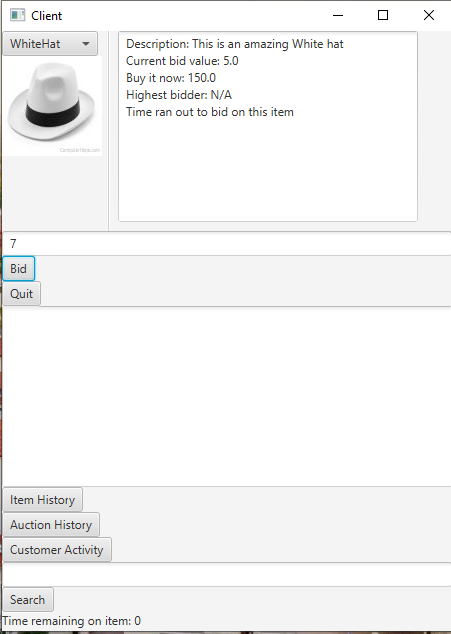 Client
WhiteHat
Description: This is an amazing White hat
Current bid value: 5.0
Buy it now: 150.0
Highest bidder: N/A
Time ran out to bid on this item
ComputerHope.com
7
Bid
Quit
Item History
Auction History
Customer Activity
Search
Time remaining on item: 0